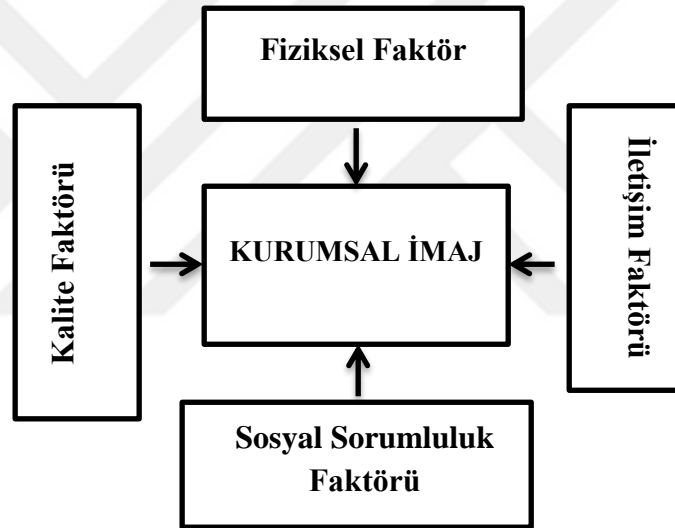 Fiziksel Faktör
Kalite Faktörü
KURUMSAL İMAJ
İletişim Faktörü
Sosyal Sorumluluk
Faktörü